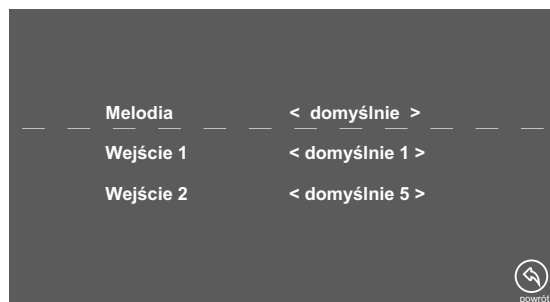 Melodia < domyślnie >
Wejście 1 < domyślnie 1 >
Wejście 2 < domyślnie 5 >
powrót